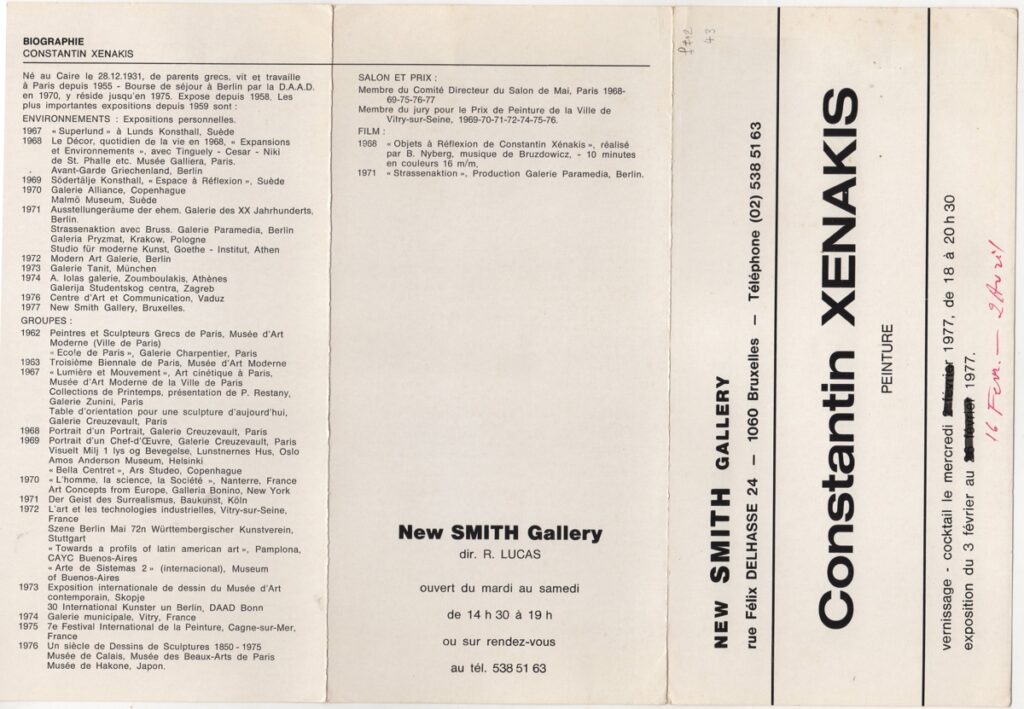 BIOGRAPHIE
CONSTANTIN XENAKIS
Né au Caire le 28.12.1931, de parents grecs, vit et travaille
à Paris depuis 1955 - Bourse de séjour à Berlin par la D.A.A.D.
en 1970, y réside jusqu'en 1975. Expose depuis 1958. Les
plus importantes expositions depuis 1959 sont :
ENVIRONNEMENTS : Expositions personnelles.
1967 « Superlund » à Lunds Konsthall, Suède
1968 Le Décor, quotidien de la vie en 1968, « Expansions
et Environnements », avec Tinguely - Cesar - Niki
de St. Phalle etc. Musée Galliera, Paris.
Avant-Garde Griechenland, Berlin
1969 Södertälje Konsthall, « Espace à Réflexion », Suède
1970 Galerie Alliance, Copenhague
Malmö Museum, Suède
1971 Ausstellungeräume der ehem. Galerie des XX Jahrhunderts,
Berlin.
Strassenaktion avec Bruss. Galerie Paramedia, Berlin
Galeria Pryzmat, Krakow, Pologne
Studio für moderne Kunst, Goethe - Institut, Athen
1972 Modern Art Galerie, Berlin
1973 Galerie Tanit, München
1974 A. Iolas galerie, Zoumboulakis, Athènes
Galerija Studentskog centra, Zagreb
1976 Centre d'Art et Communication, Vaduz
1977 New Smith Gallery, Bruxelles.
GROUPES :
1962 Peintres et Sculpteurs Grecs de Paris, Musée d'Art
Moderne (Ville de Paris)
« Ecole de Paris », Galerie Charpentier, Paris
1963 Troisième Biennale de Paris, Musée d'Art Moderne
1967 « Lumière et Mouvement », Art cinétique à Paris,
Musée d'Art Moderne de la Ville de Paris
Collections de Printemps, présentation de P. Restany,
Galerie Zunini, Paris
Table d'orientation pour une sculpture d'aujourd'hui,
Galerie Creuzevault, Paris
1968 Portrait d'un Portrait, Galerie Creuzevault, Paris
1969 Portrait d'un Chef-d'Œuvre, Galerie Creuzevault, Paris
Visuelt Milj 1 lys og Bevegelse, Lunstnernes Hus, Oslo
Amos Anderson Museum, Helsinki
« Bella Centret », Ars Studeo, Copenhague
1970 « L'homme, la science, la Société », Nanterre, France
Art Concepts from Europe, Galleria Bonino, New York
1971 Der Geist des Surrealismus, Baukunst, Köln
1972 L'art et les technologies industrielles, Vitry-sur-Seine,
France
Szene Berlin Mai 72n Württembergischer Kunstverein,
Stuttgart
« Towards a profils of latin american art », Pamplona,
CAYC Buenos-Aires
« Arte de Sistemas 2 » (internacional), Museum
of Buenos-Aires
1973 Exposition internationale de dessin du Musée d'Art
contemporain, Skopje
30 International Kunster un Berlin, DAAD Bonn
1974 Galerie municipale, Vitry, France
1975 7e Festival International de la Peinture, Cagne-sur-Mer,
France
1976 Un siècle de Dessins de Sculptures 1850 - 1975
Musée de Calais, Musée des Beaux-Arts de Paris
Musée de Hakone, Japon.
SALON ET PRIX :
Membre du Comité Directeur du Salon de Mai, Paris 1968-
69-75-76-77
Membre du jury pour le Prix de Peinture de la Ville de
Vitry-sur-Seine, 1969-70-71-72-74-75-76.
FILM :
1968 « Objets à Réflexion de Constantin Xénakis », réalisé
par B. Nyberg, musique de Bruzdowicz, - 10 minutes
en couleurs 16 m/m,
1971 « Strassenaktion », Production Galerie Paramedia, Berlin.
New SMITH Gallery
dir. R. LUCAS
ouvert du mardi au samedi
de 14 h 30 à 19 h
ou sur rendez-vous
au tél. 538 51 63
43
NEW SMITH GALLERY
rue Félix DELHASSE 24 — 1060 Bruxelles — Téléphone (02) 538 51 63
Constantin XENAKIS
PEINTURE
vernissage - cocktail le mercredi 2 février 1977, de 18 à 20 h 30
exposition du 3 février au février 1977.
16 Fev. — 2 Avril